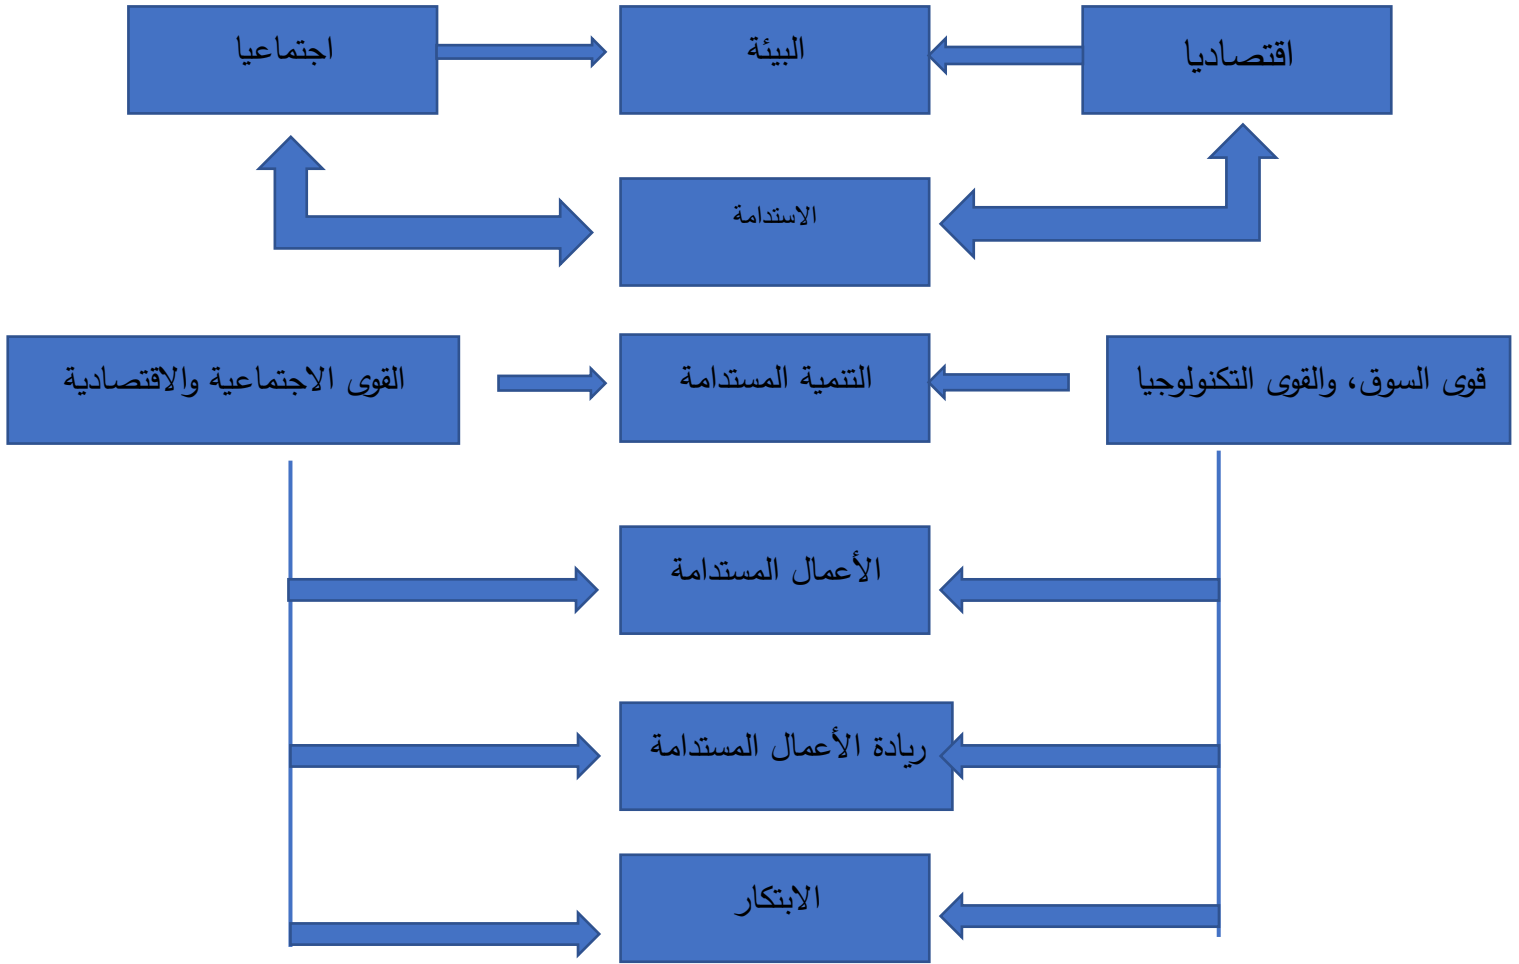 اقتصاديا
البيئة
اجتماعيا
الاستدامة
قوى السوق، والقوى التكنولوجيا
التنمية المستدامة
القوى الاجتماعية والاقتصادية
الأعمال المستدامة
ريادة الأعمال المستدامة
الابتكار